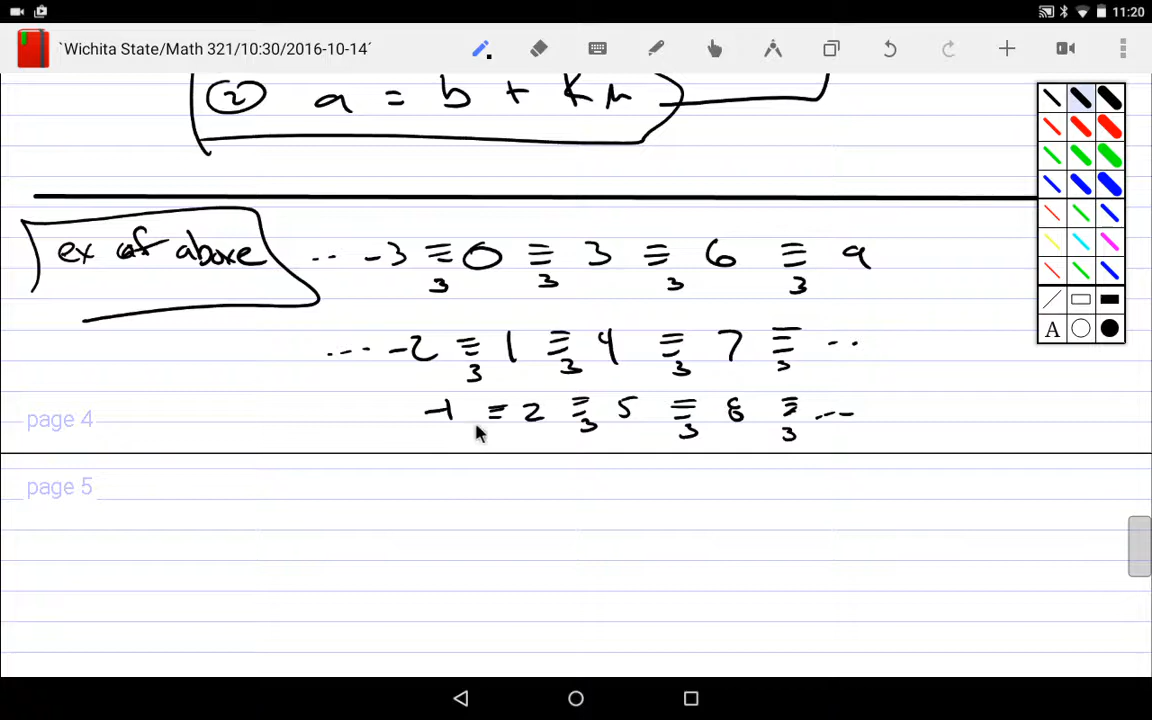 11:20
`Wichita State/Math 321/10:30/2016-10-14´
② a = b + km
ex of above ·· -3 ≡₃ 0 ≡₃ 3 ≡₃ 6 ≡₃ 9
···· -2 ≡₃ 1 ≡₃ 4 ≡₃ 7 ≡₃ ··
-1 ≡ 2 ≡₃ 5 ≡₃ 8 ≡₃ ···
page 4
page 5
A